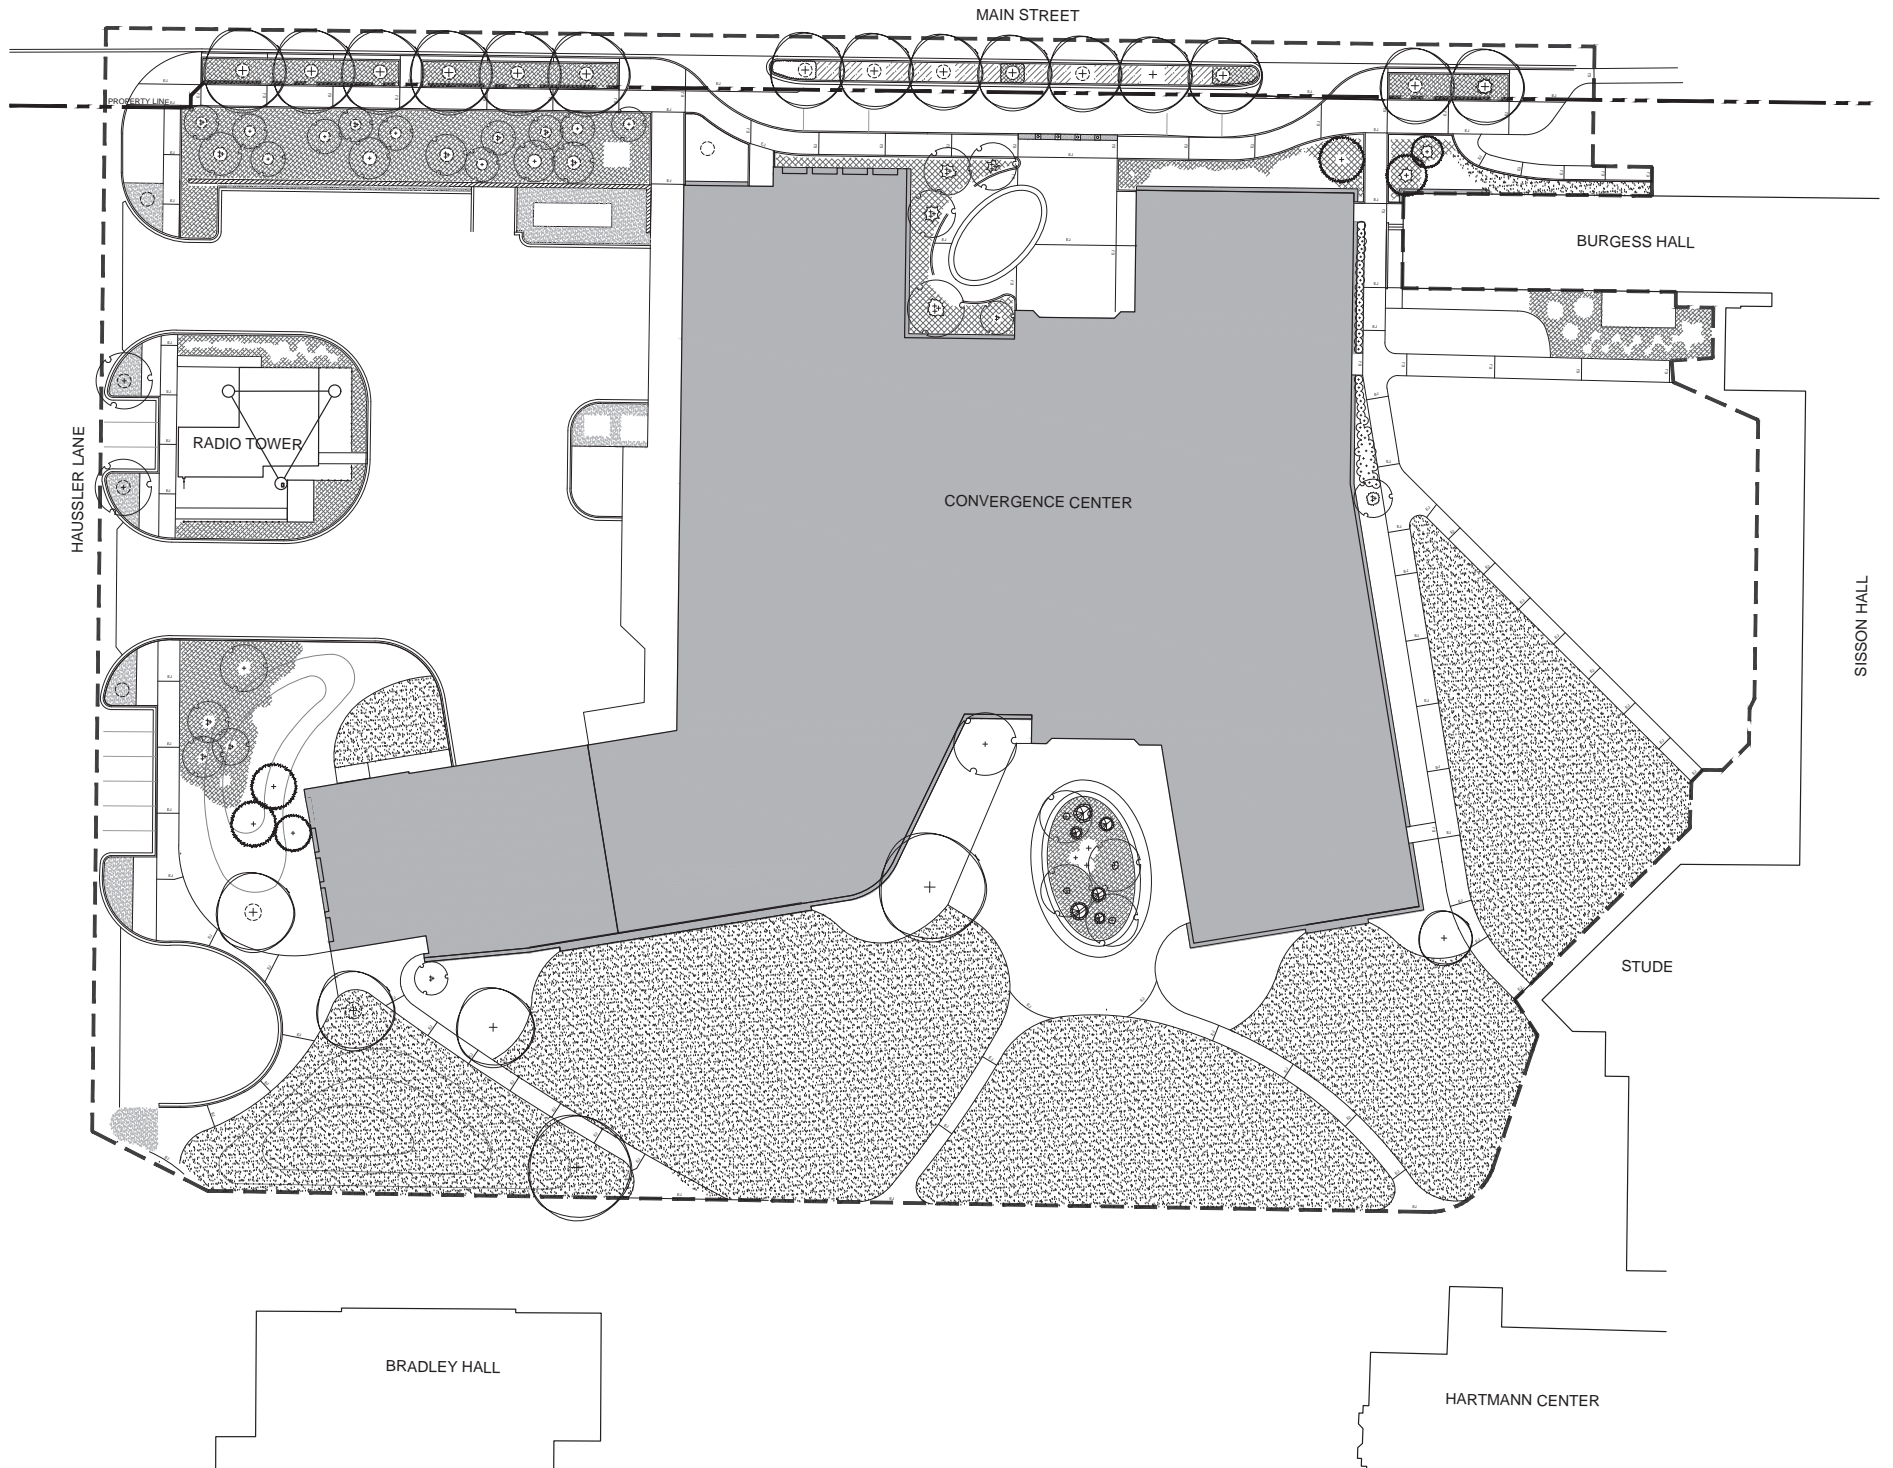 MAIN STREET
PROPERTY LINE
BURGESS HALL
RADIO TOWER
HAUSSLER LANE
CONVERGENCE CENTER
SISSON HALL
STUDE
BRADLEY HALL
HARTMANN CENTER